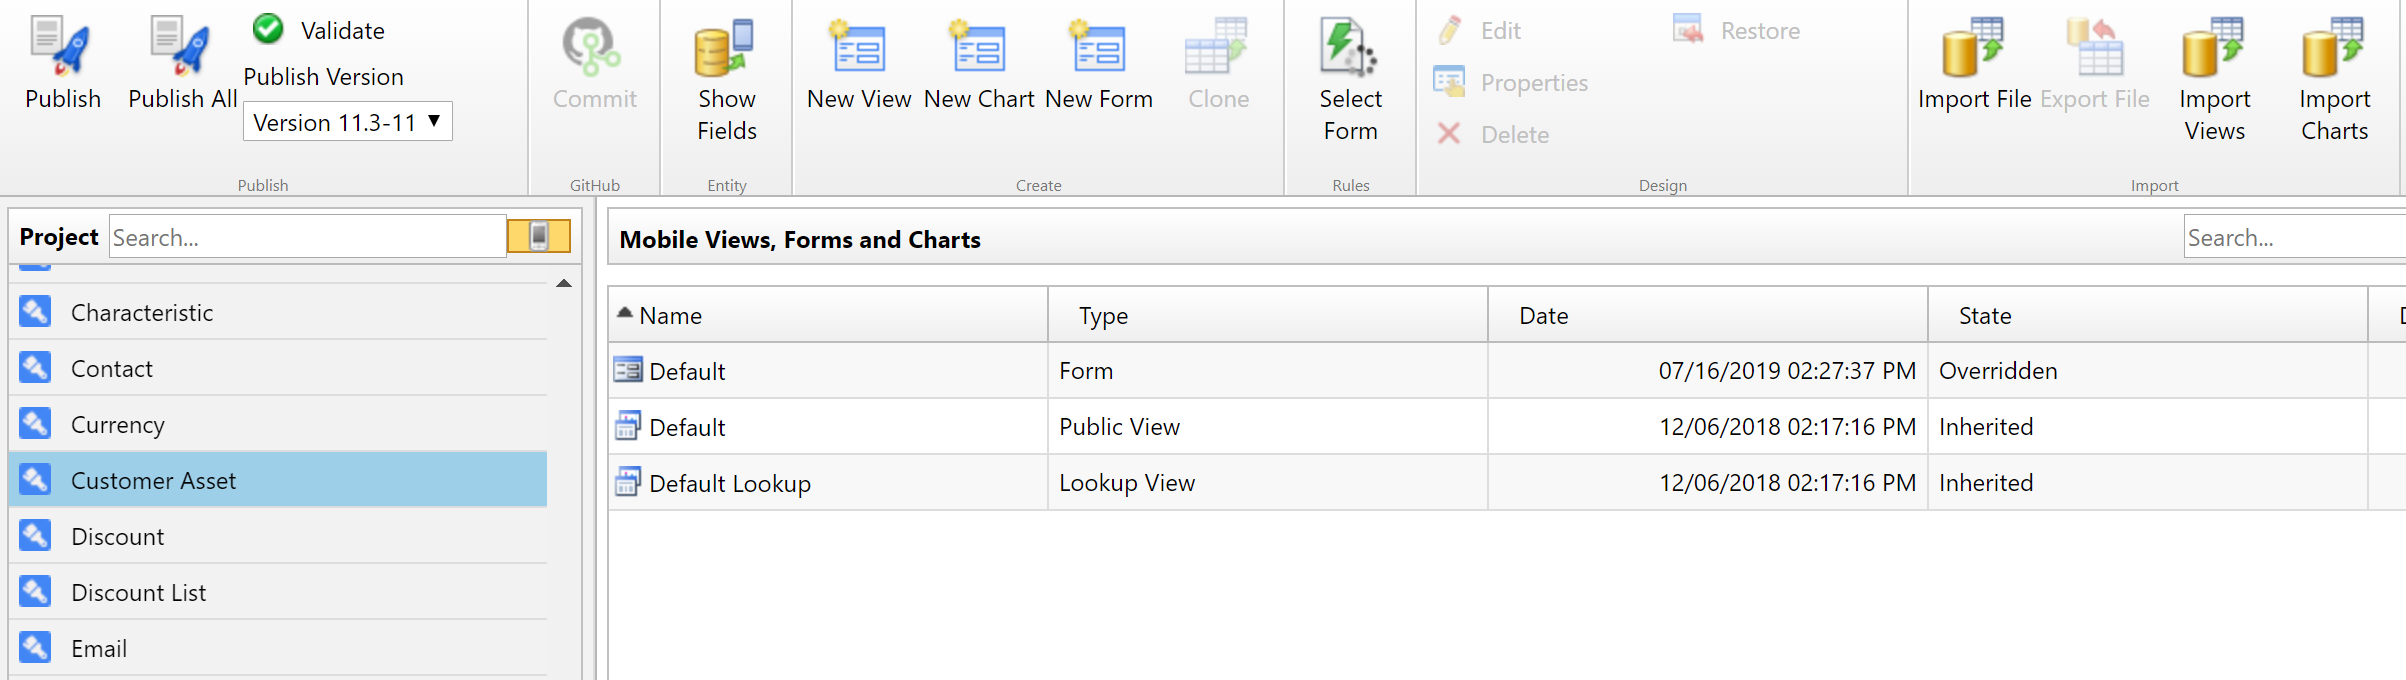 Publish
Publish All
Validate
Publish Version
Version 11.3-11
Publish
Commit
GitHub
Show
Fields
Entity
New View
New Chart
New Form
Clone
Create
Select
Form
Rules
Edit
Properties
Delete
Restore
Design
Import File
Export File
Import
Views
Import
Charts
Import
Project
Search...
Characteristic
Contact
Currency
Customer Asset
Discount
Discount List
Email
Mobile Views, Forms and Charts
Search...
Name Type Date State
Default Form 07/16/2019 02:27:37 PM Overridden
Default Public View 12/06/2018 02:17:16 PM Inherited
Default Lookup Lookup View 12/06/2018 02:17:16 PM Inherited